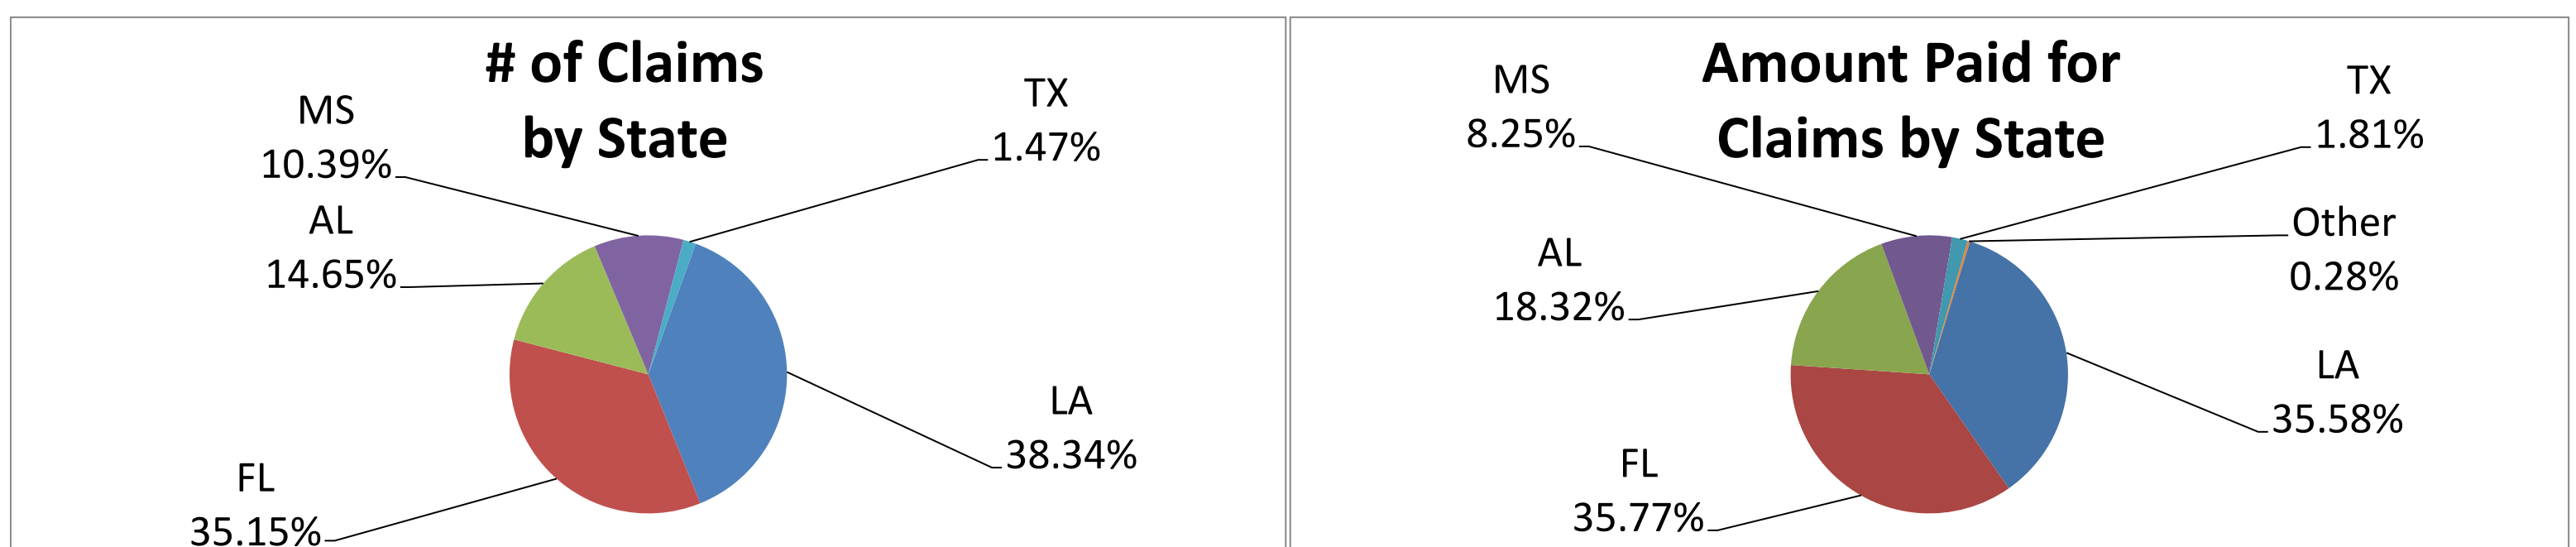 # of Claims
by State
MS
10.39%
TX
1.47%
AL
14.65%
LA
38.34%
FL
35.15%
Amount Paid for
Claims by State
MS
8.25%
TX
1.81%
Other
0.28%
AL
18.32%
LA
35.58%
FL
35.77%